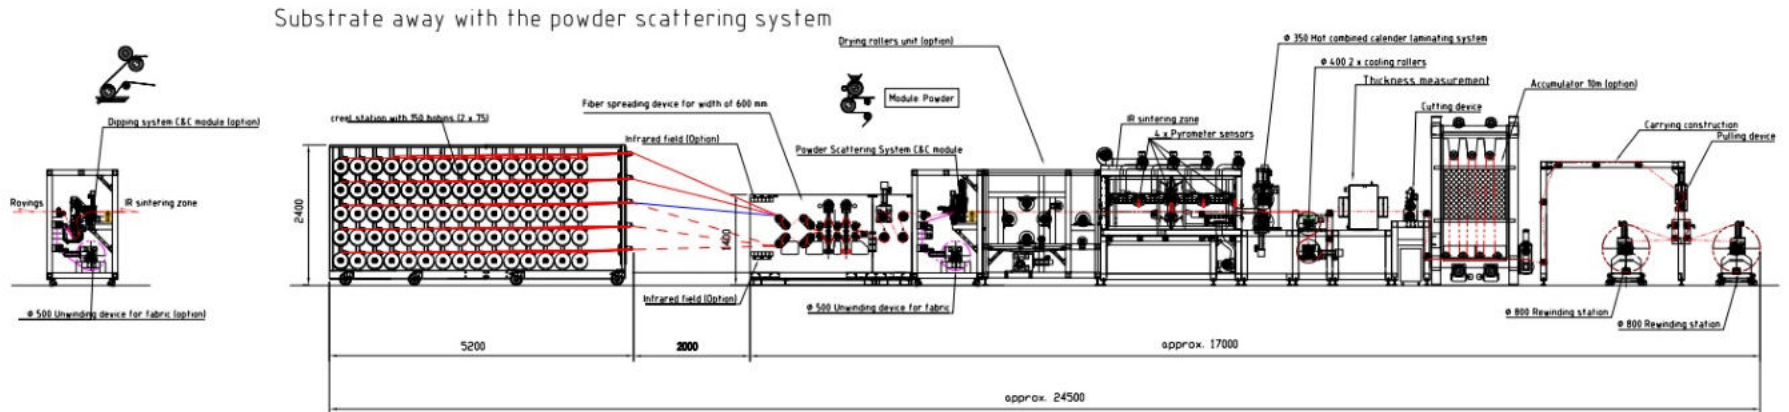 Substrate away with the powder scattering system
Dipping system C&C module (option)
Rovings
IR sintering zone
Ø 500 Unwinding device for fabric (option)
creel station with 150 bobins (2 x 75)
2400
Fiber spreading device for width of 600 mm
Infrared field (Option)
1400
Infrared field (Option)
Drying rollers unit (option)
Module: Powder
Powder Scattering System C&C module
Ø 500 Unwinding device for fabric
IR sintering zone
4 x Pyrometer sensors
Ø 350 Hot combined calender laminating system
Ø 400 2 x cooling rollers
Thickness measurement
Cutting device
Accumulator 10m (option)
Carrying construction
Pulling device
Ø 800 Rewinding station
Ø 800 Rewinding station
5200
2000
approx. 17000
approx. 24500